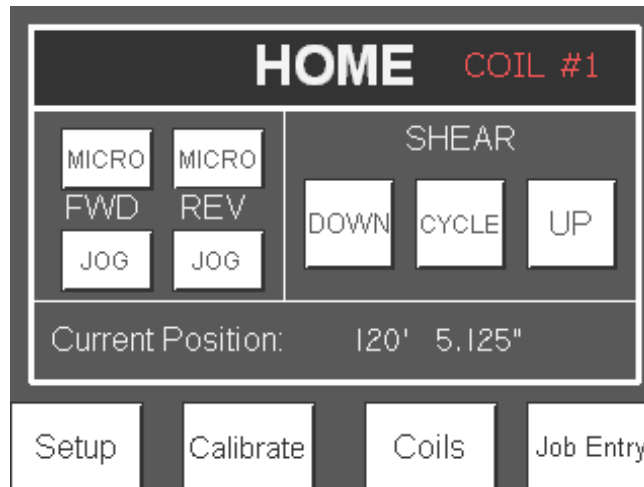 HOME COIL #1
MICRO MICRO
FWD REV
JOG JOG
SHEAR
DOWN CYCLE UP
Current Position: 120' 5.125"
Setup Calibrate Coils Job Entry